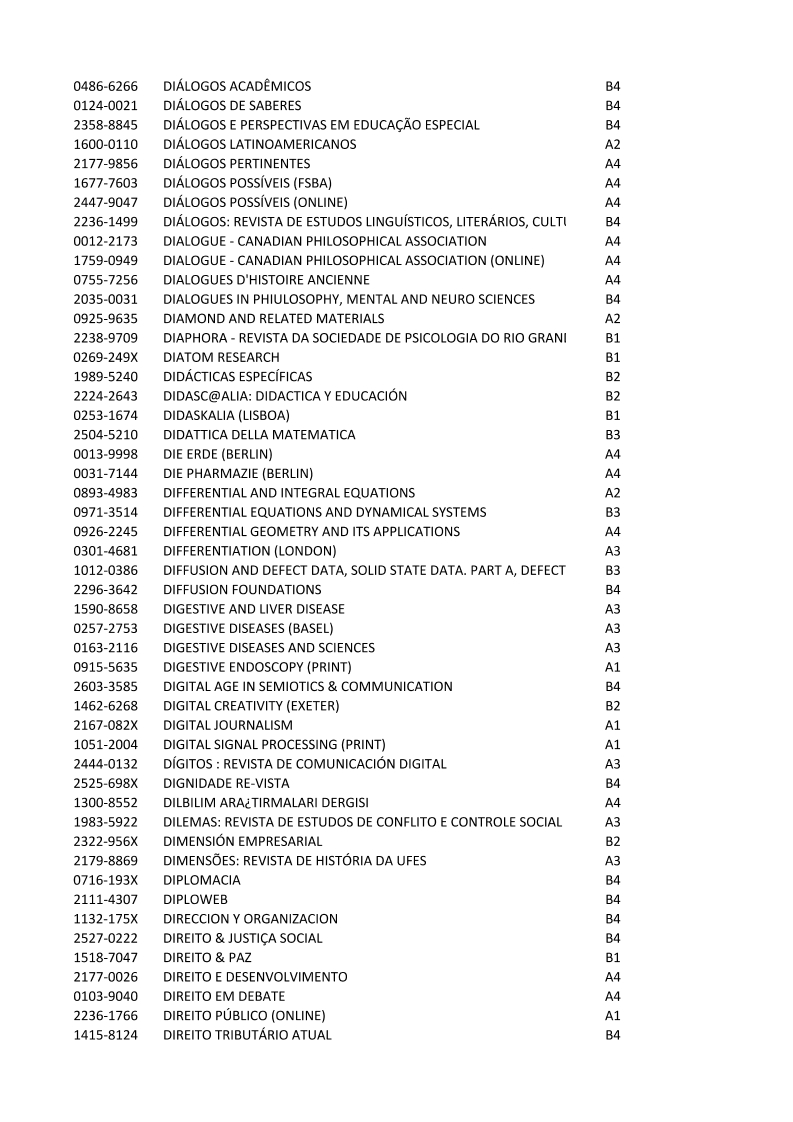 0486-6266 DIÁLOGOS ACADÊMICOS B4
0124-0021 DIÁLOGOS DE SABERES B4
2358-8845 DIÁLOGOS E PERSPECTIVAS EM EDUCAÇÃO ESPECIAL B4
1600-0110 DIÁLOGOS LATINOAMERICANOS A2
2177-9856 DIÁLOGOS PERTINENTES A4
1677-7603 DIÁLOGOS POSSÍVEIS (FSBA) A4
2447-9047 DIÁLOGOS POSSÍVEIS (ONLINE) A4
2236-1499 DIÁLOGOS: REVISTA DE ESTUDOS LINGUÍSTICOS, LITERÁRIOS, CULTU B4
0012-2173 DIALOGUE - CANADIAN PHILOSOPHICAL ASSOCIATION A4
1759-0949 DIALOGUE - CANADIAN PHILOSOPHICAL ASSOCIATION (ONLINE) A4
0755-7256 DIALOGUES D'HISTOIRE ANCIENNE A4
2035-0031 DIALOGUES IN PHIULOSOPHY, MENTAL AND NEURO SCIENCES B4
0925-9635 DIAMOND AND RELATED MATERIALS A2
2238-9709 DIAPHORA - REVISTA DA SOCIEDADE DE PSICOLOGIA DO RIO GRAND B1
0269-249X DIATOM RESEARCH B1
1989-5240 DIDÁCTICAS ESPECÍFICAS B2
2224-2643 DIDASC@ALIA: DIDACTICA Y EDUCACIÓN B2
0253-1674 DIDASKALIA (LISBOA) B1
2504-5210 DIDATTICA DELLA MATEMATICA B3
0013-9998 DIE ERDE (BERLIN) A4
0031-7144 DIE PHARMAZIE (BERLIN) A4
0893-4983 DIFFERENTIAL AND INTEGRAL EQUATIONS A2
0971-3514 DIFFERENTIAL EQUATIONS AND DYNAMICAL SYSTEMS B3
0926-2245 DIFFERENTIAL GEOMETRY AND ITS APPLICATIONS A4
0301-4681 DIFFERENTIATION (LONDON) A3
1012-0386 DIFFUSION AND DEFECT DATA, SOLID STATE DATA. PART A, DEFECT B3
2296-3642 DIFFUSION FOUNDATIONS B4
1590-8658 DIGESTIVE AND LIVER DISEASE A3
0257-2753 DIGESTIVE DISEASES (BASEL) A3
0163-2116 DIGESTIVE DISEASES AND SCIENCES A3
0915-5635 DIGESTIVE ENDOSCOPY (PRINT) A1
2603-3585 DIGITAL AGE IN SEMIOTICS & COMMUNICATION B4
1462-6268 DIGITAL CREATIVITY (EXETER) B2
2167-082X DIGITAL JOURNALISM A1
1051-2004 DIGITAL SIGNAL PROCESSING (PRINT) A1
2444-0132 DÍGITOS : REVISTA DE COMUNICACIÓN DIGITAL A3
2525-698X DIGNIDADE RE-VISTA B4
1300-8552 DILBILIM ARA¿TIRMALARI DERGISI A4
1983-5922 DILEMAS: REVISTA DE ESTUDOS DE CONFLITO E CONTROLE SOCIAL A3
2322-956X DIMENSIÓN EMPRESARIAL B2
2179-8869 DIMENSÕES: REVISTA DE HISTÓRIA DA UFES A3
0716-193X DIPLOMACIA B4
2111-4307 DIPLOWEB B4
1132-175X DIRECCION Y ORGANIZACION B4
2527-0222 DIREITO & JUSTIÇA SOCIAL B4
1518-7047 DIREITO & PAZ B1
2177-0026 DIREITO E DESENVOLVIMENTO A4
0103-9040 DIREITO EM DEBATE A4
2236-1766 DIREITO PÚBLICO (ONLINE) A1
1415-8124 DIREITO TRIBUTÁRIO ATUAL B4